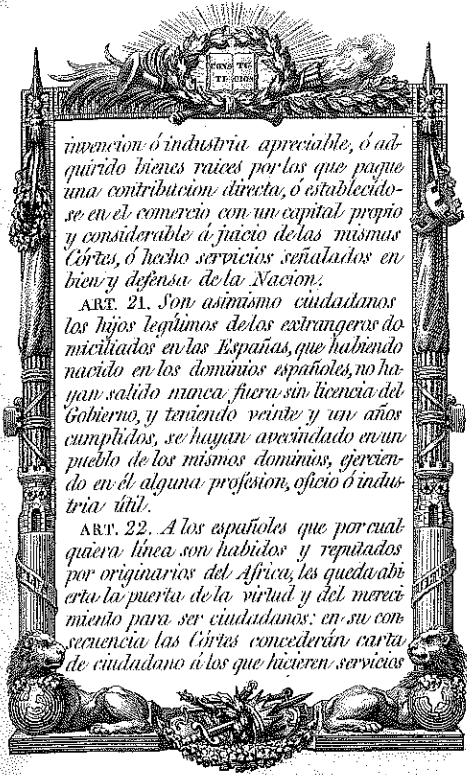 CONSTU
TICION
invencion ó industria apreciable, ó ad-
quirido bienes raices por los que pague
una contribucion directa, ó establecido-
se en el comercio con un capital propio
y considerable á juicio de las mismas
Córtes, ó hecho servicios señalados en
bien y defensa de la Nacion.
ART. 21. Son asimismo ciudadanos
los hijos legítimos de los extrangeros do
miciliados en las Españas, que habiendo
nacido en los dominios españoles, no ha-
yan salido nunca fuera sin licencia del
Gobierno, y teniendo veinte y un años
cumplidos, se hayan avecindado en un
pueblo de los mismos dominios, ejercien-
do en él alguna profesion, oficio ó indus-
tria útil.
ART. 22. A los españoles que por cual-
quiera línea son habidos y reputados
por originarios del Africa, les queda abi
erta la puerta de la virtud y del mereci
miento para ser ciudadanos: en su con-
secuencia las Córtes concederán carta
de ciudadano á los que hicieren servicios